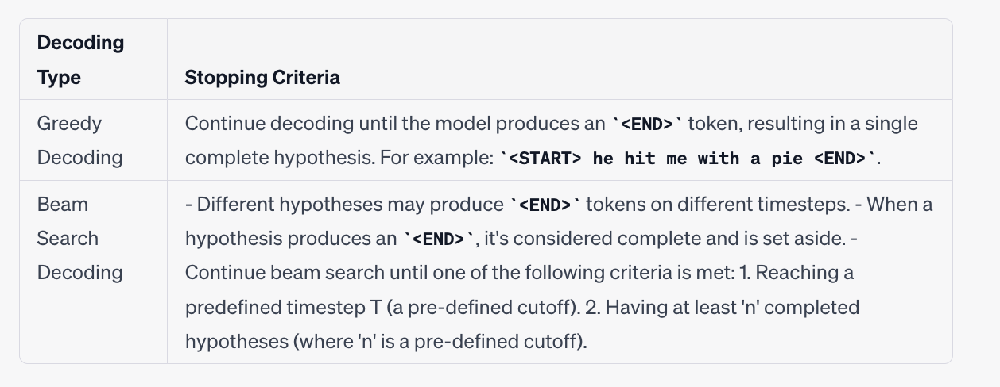 Decoding
Type
Stopping Criteria
Greedy
Decoding
Continue decoding until the model produces an `<END>` token, resulting in a single
complete hypothesis. For example: `<START> he hit me with a pie <END>`.
Beam
Search
Decoding
- Different hypotheses may produce `<END>` tokens on different timesteps. - When a
hypothesis produces an `<END>`, it's considered complete and is set aside. -
Continue beam search until one of the following criteria is met: 1. Reaching a
predefined timestep T (a pre-defined cutoff). 2. Having at least 'n' completed
hypotheses (where 'n' is a pre-defined cutoff).